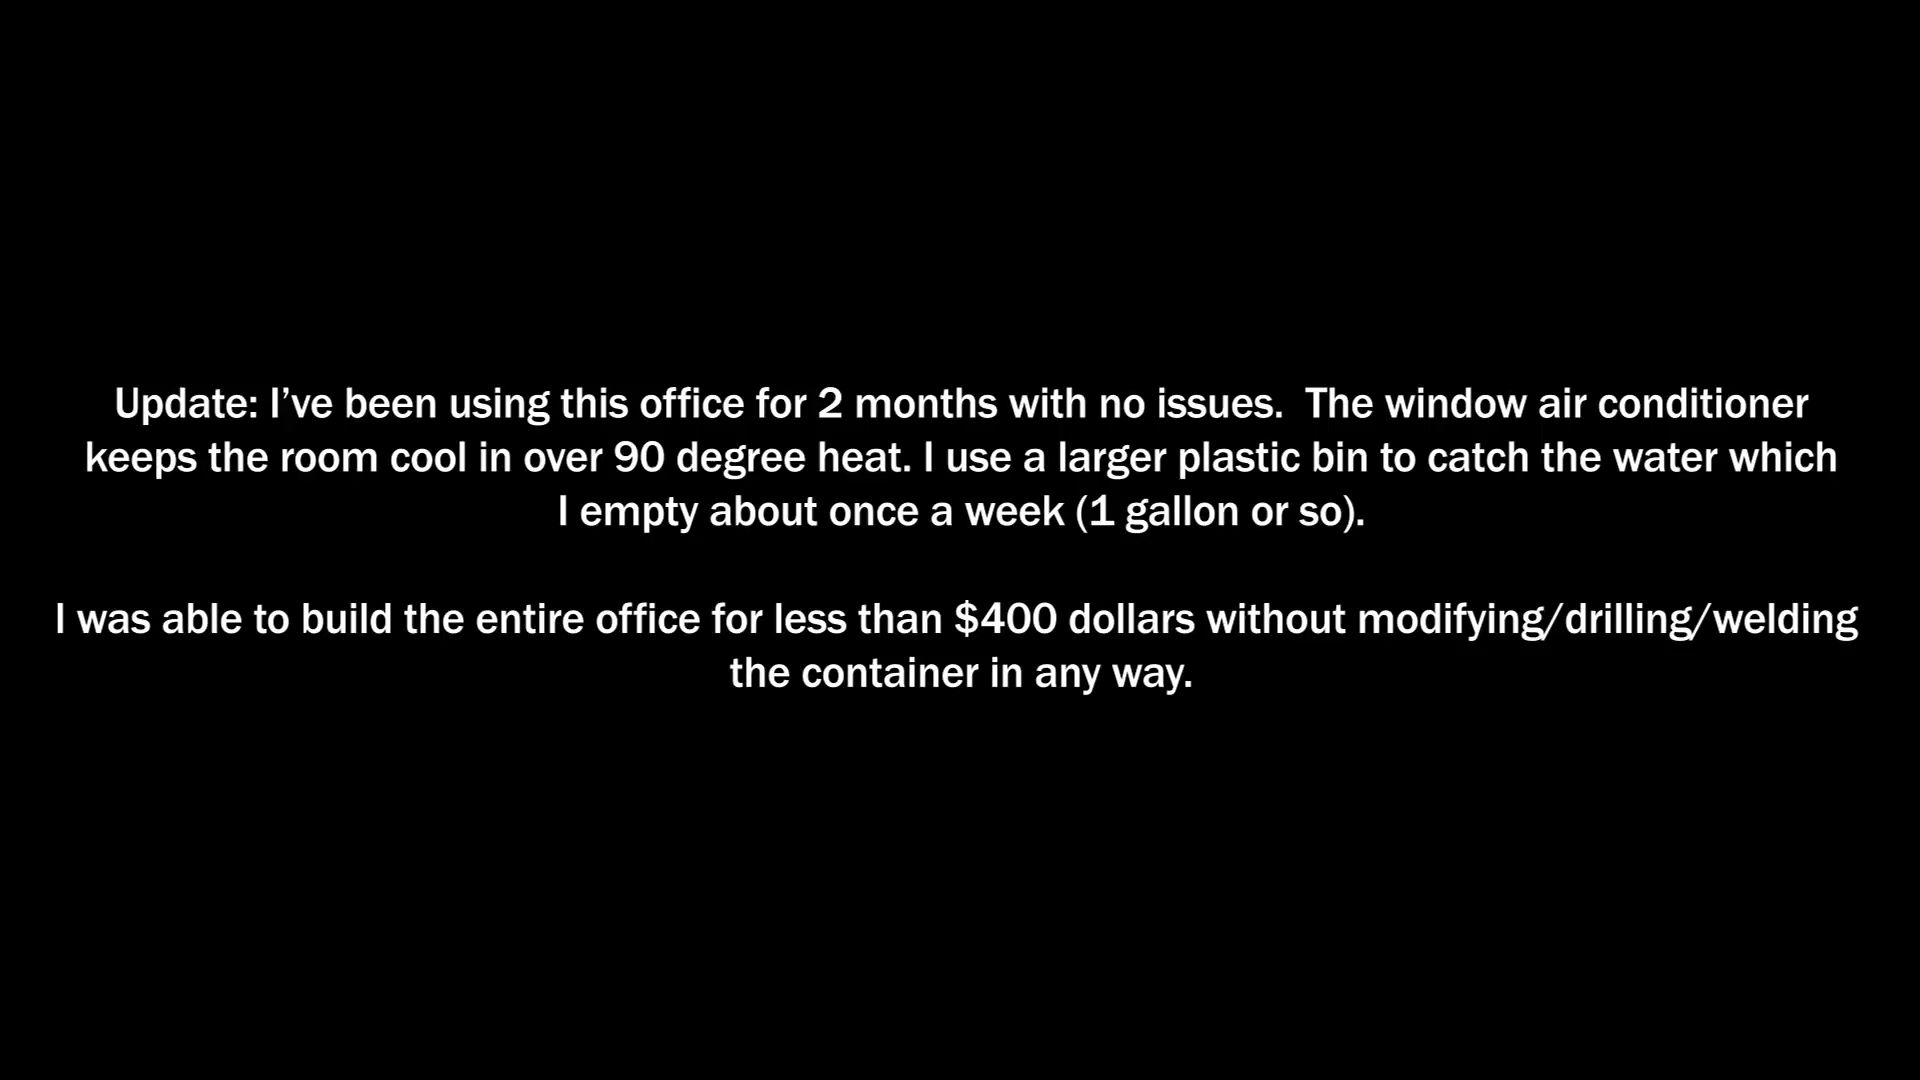 Update: I’ve been using this office for 2 months with no issues.  The window air conditioner
keeps the room cool in over 90 degree heat. I use a larger plastic bin to catch the water which
I empty about once a week (1 gallon or so).
I was able to build the entire office for less than $400 dollars without modifying/drilling/welding
the container in any way.